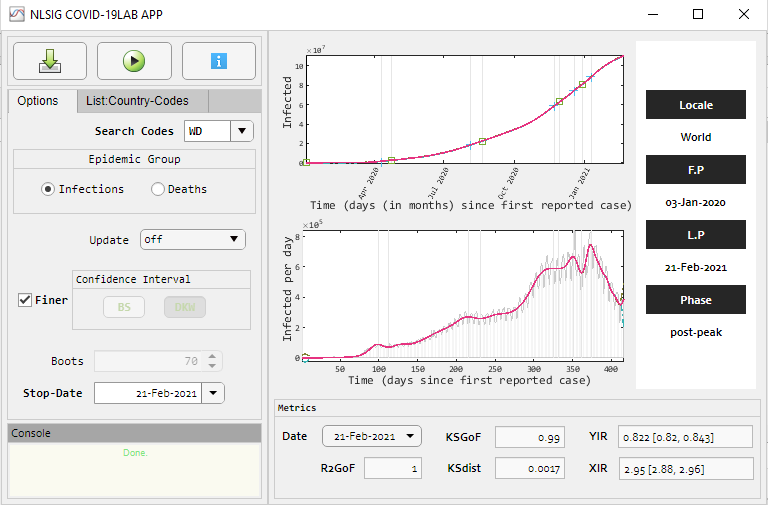 NLSIG COVID-19LAB APP
Options
List:Country-Codes
Search Codes WD
Epidemic Group
Infections Deaths
Update off
Confidence Interval
Finer BS DKW
Boots 70
Stop-Date 21-Feb-2021
Console
Done.
×10⁷
10
8
6
4
2
0
Infected
Apr 2020 Jul 2020 Oct 2020 Jan 2021
Time (days (in months) since first reported case)
×10⁵
8
6
4
2
0
Infected per day
50 100 150 200 250 300 350 400
Time (days since first reported case)
Locale
World
F.P
03-Jan-2020
L.P
21-Feb-2021
Phase
post-peak
Metrics
Date 21-Feb-2021 KSGoF 0.99 YIR 0.822 [0.82, 0.843]
R2GoF 1 KSdist 0.0017 XIR 2.95 [2.88, 2.96]